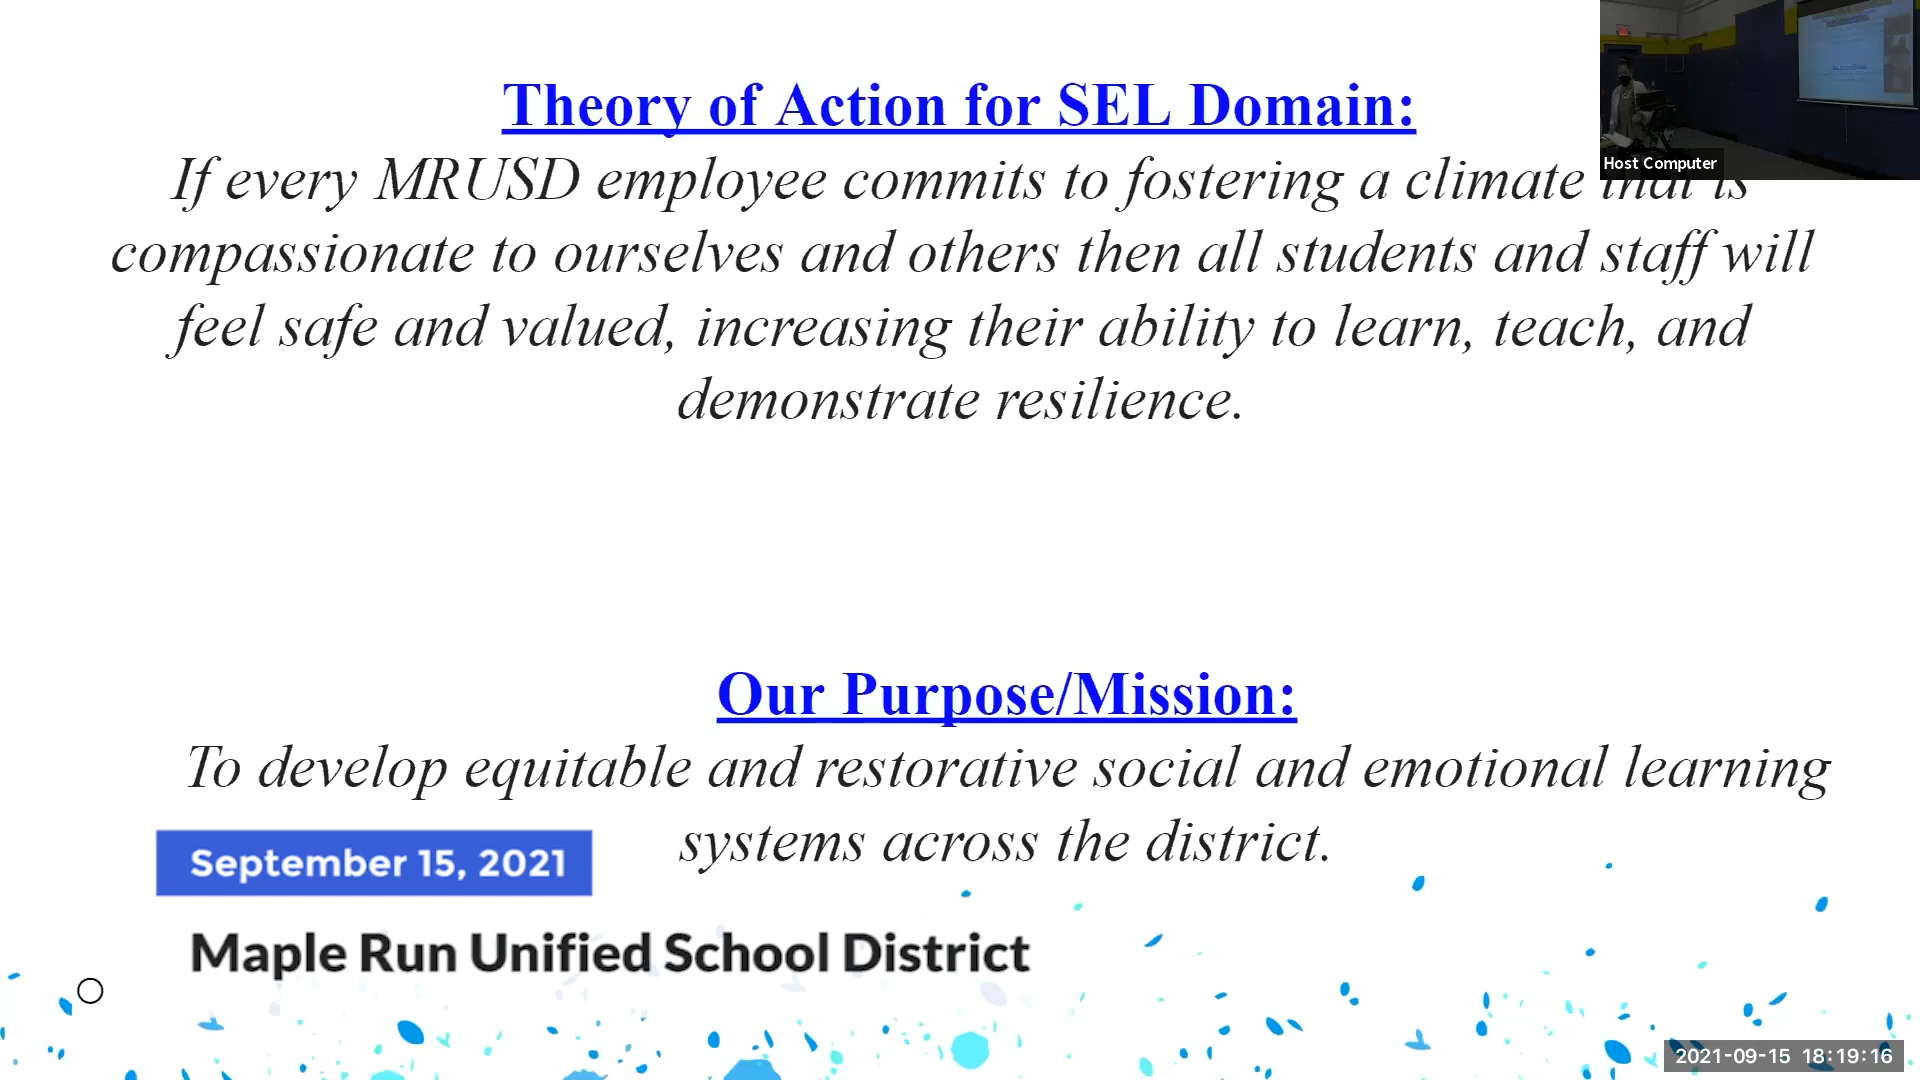 Theory of Action for SEL Domain:
If every MRUSD employee commits to fostering a climate that is
compassionate to ourselves and others then all students and staff will
feel safe and valued, increasing their ability to learn, teach, and
demonstrate resilience.
Host Computer
Our Purpose/Mission:
To develop equitable and restorative social and emotional learning
systems across the district.
September 15, 2021
Maple Run Unified School District
2021-09-15 18:19:16